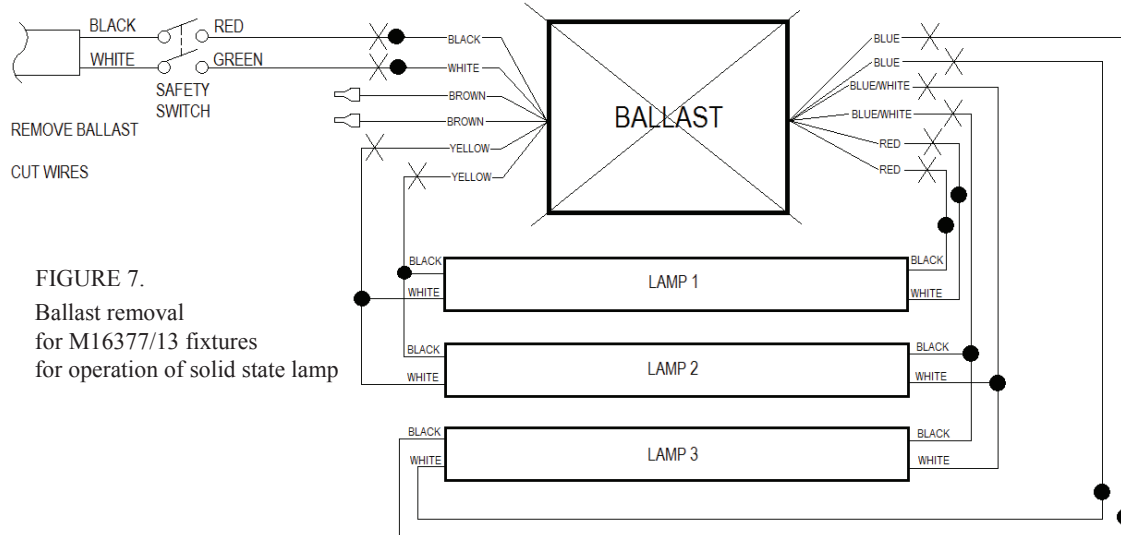 BLACK
RED
WHITE
GREEN
SAFETY
SWITCH
REMOVE BALLAST
CUT WIRES
BLACK
WHITE
BROWN
BROWN
YELLOW
YELLOW
BALLAST
BLUE
BLUE
BLUE/WHITE
BLUE/WHITE
RED
RED
FIGURE 7.
Ballast removal
for M16377/13 fixtures
for operation of solid state lamp
BLACK
WHITE
LAMP 1
BLACK
WHITE
BLACK
WHITE
LAMP 2
BLACK
WHITE
BLACK
WHITE
LAMP 3
BLACK
WHITE